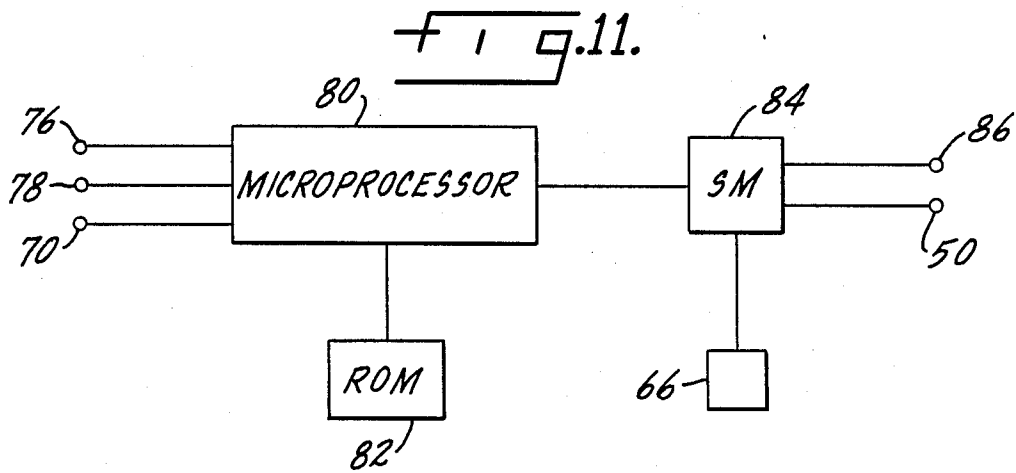 fig.11.
80
84
76
86
78
MICROPROCESSOR
SM
70
50
ROM
66
82